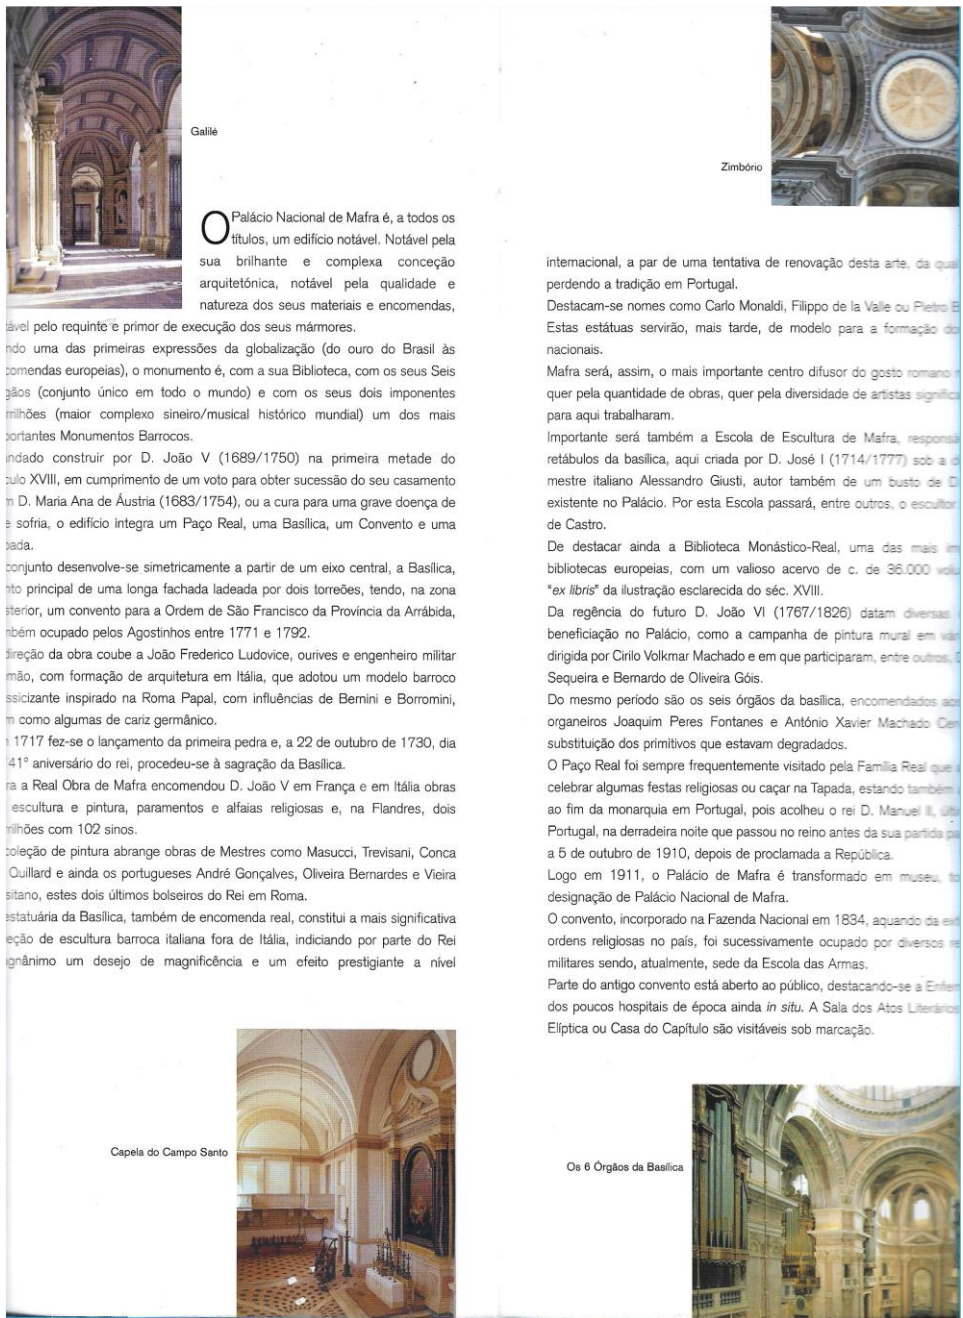 Galilé
O Palácio Nacional de Mafra é, a todos os
títulos, um edifício notável. Notável pela
sua brilhante e complexa conceção
arquitetónica, notável pela qualidade e
natureza dos seus materiais e encomendas,
pelo requinte e primor de execução dos seus mármores.
uma das primeiras expressões da globalização (do ouro do Brasil às
europeias), o monumento é, com a sua Biblioteca, com os seus Seis
(conjunto único em todo o mundo) e com os seus dois imponentes
(maior complexo sineiro/musical histórico mundial) um dos mais
Monumentos Barrocos.
construir por D. João V (1689/1750) na primeira metade do
XVIII, em cumprimento de um voto para obter sucessão do seu casamento
D. Maria Ana de Áustria (1683/1754), ou a cura para uma grave doença de
sofria, o edifício integra um Paço Real, uma Basílica, um Convento e uma
conjunto desenvolve-se simetricamente a partir de um eixo central, a Basílica,
principal de uma longa fachada ladeada por dois torreões, tendo, na zona
um convento para a Ordem de São Francisco da Província da Arrábida,
ocupado pelos Agostinhos entre 1771 e 1792.
direção da obra coube a João Frederico Ludovice, ourives e engenheiro militar
com formação de arquitetura em Itália, que adotou um modelo barroco
inspirado na Roma Papal, com influências de Bernini e Borromini,
como algumas de cariz germânico.
1717 fez-se o lançamento da primeira pedra e, a 22 de outubro de 1730, dia
41º aniversário do rei, procedeu-se à sagração da Basílica.
a Real Obra de Mafra encomendou D. João V em França e em Itália obras
escultura e pintura, paramentos e alfaias religiosas e, na Flandres, dois
com 102 sinos.
coleção de pintura abrange obras de Mestres como Masucci, Trevisani, Conca
Quillard e ainda os portugueses André Gonçalves, Oliveira Bernardes e Vieira
estes dois últimos bolseiros do Rei em Roma.
estatuária da Basílica, também de encomenda real, constitui a mais significativa
de escultura barroca italiana fora de Itália, indiciando por parte do Rei
um desejo de magnificência e um efeito prestigiante a nível
Capela do Campo Santo
Zimbório
internacional, a par de uma tentativa de renovação desta arte, da qual
perdendo a tradição em Portugal.
Destacam-se nomes como Carlo Monaldi, Filippo de la Valle ou Pietro
Estas estátuas servirão, mais tarde, de modelo para a formação
nacionais.
Mafra será, assim, o mais importante centro difusor do gosto romano
quer pela quantidade de obras, quer pela diversidade de artistas
para aqui trabalharam.
Importante será também a Escola de Escultura de Mafra,
retábulos da basílica, aqui criada por D. José I (1714/1777) sob a
mestre italiano Alessandro Giusti, autor também de um busto de
existente no Palácio. Por esta Escola passará, entre outros, o escultor
de Castro.
De destacar ainda a Biblioteca Monástico-Real, uma das mais
bibliotecas europeias, com um valioso acervo de c. de 36.000
"ex libris" da ilustração esclarecida do séc. XVIII.
Da regência do futuro D. João VI (1767/1826) datam diversas
beneficiação no Palácio, como a campanha de pintura mural em
dirigida por Cirilo Volkmar Machado e em que participaram, entre outros,
Sequeira e Bernardo de Oliveira Góis.
Do mesmo período são os seis órgãos da basílica, encomendados aos
organeiros Joaquim Peres Fontanes e António Xavier Machado
substituição dos primitivos que estavam degradados.
O Paço Real foi sempre frequentemente visitado pela Família Real que
celebrar algumas festas religiosas ou caçar na Tapada, estando também
ao fim da monarquia em Portugal, pois acolheu o rei D. Manuel II,
Portugal, na derradeira noite que passou no reino antes da sua partida
a 5 de outubro de 1910, depois de proclamada a República.
Logo em 1911, o Palácio de Mafra é transformado em museu,
designação de Palácio Nacional de Mafra.
O convento, incorporado na Fazenda Nacional em 1834, aquando da
ordens religiosas no país, foi sucessivamente ocupado por diversos
militares sendo, atualmente, sede da Escola das Armas.
Parte do antigo convento está aberto ao público, destacando-se a
dos poucos hospitais de época ainda in situ. A Sala dos Atos Literários
Elíptica ou Casa do Capítulo são visitáveis sob marcação.
Os 6 Órgãos da Basílica